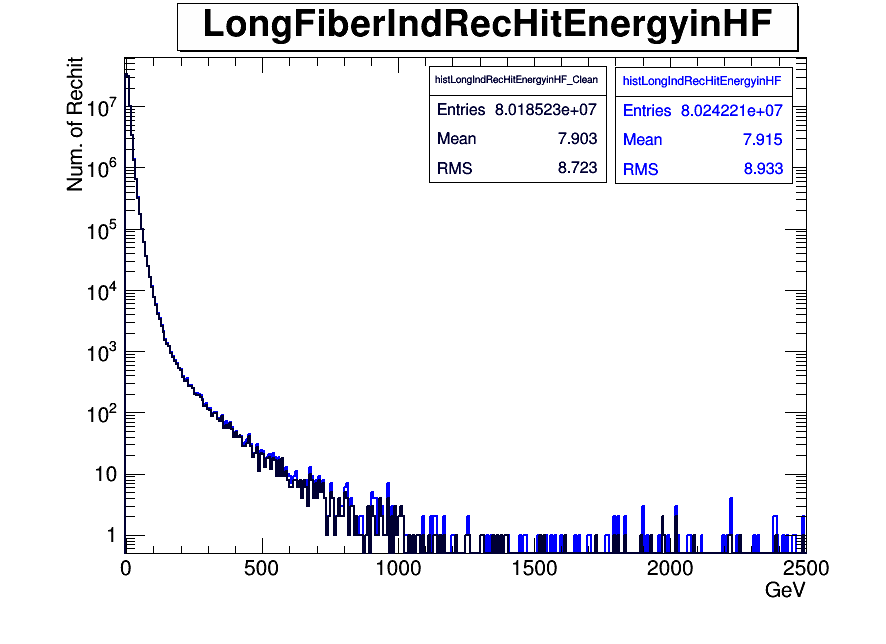 LongFiberIndRecHitEnergyinHF
Num. of Rechit
histLongIndRecHitEnergyinHF_Clean
Entries 8.018523e+07
Mean 7.903
RMS 8.723
histLongIndRecHitEnergyinHF
Entries 8.024221e+07
Mean 7.915
RMS 8.933
10^7
10^6
10^5
10^4
10^3
10^2
10
1
0 500 1000 1500 2000 2500
GeV